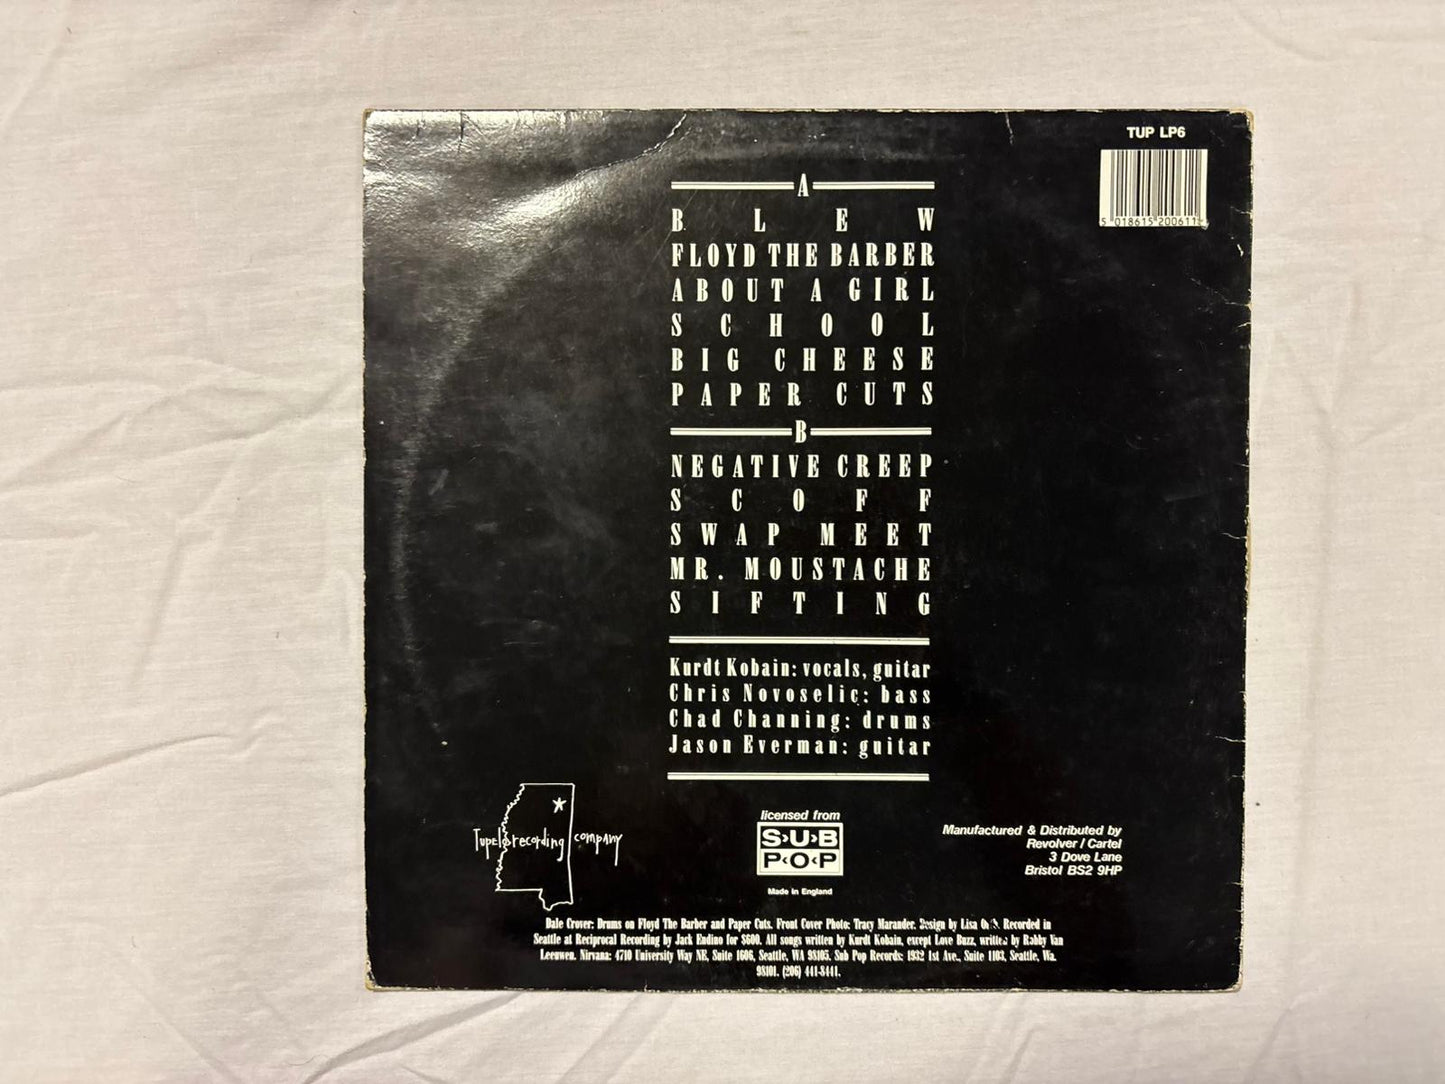 TUP LP6
5 018615 200611
A
BLEW
FLOYD THE BARBER
ABOUT A GIRL
SCHOOL
BIG CHEESE
PAPER CUTS
B
NEGATIVE CREEP
SCOFF
SWAP MEET
MR. MOUSTACHE
SIFTING
Kurdt Kobain: vocals, guitar
Chris Novoselic: bass
Chad Channing: drums
Jason Everman: guitar
Tupelo recording company
licensed from
SUB
POP
Made in England
Manufactured & Distributed by
Revolver / Cartel
3 Dove Lane
Bristol BS2 9HP
Dale Crover: Drums on Floyd The Barber and Paper Cuts. Front Cover Photo: Tracy Marander. Design by Lisa Recorded in
Seattle at Reciprocal Recording by Jack Endino for $600. All songs written by Kurdt Kobain, except Love Buzz, written by Robby Van
Leeuwen. Nirvana: 4710 University Way NE, Suite 1606, Seattle, WA 98105. Sub Pop Records: 1932 1st Ave., Suite 1103, Seattle, Wa.
98101. (206) 441-8441.